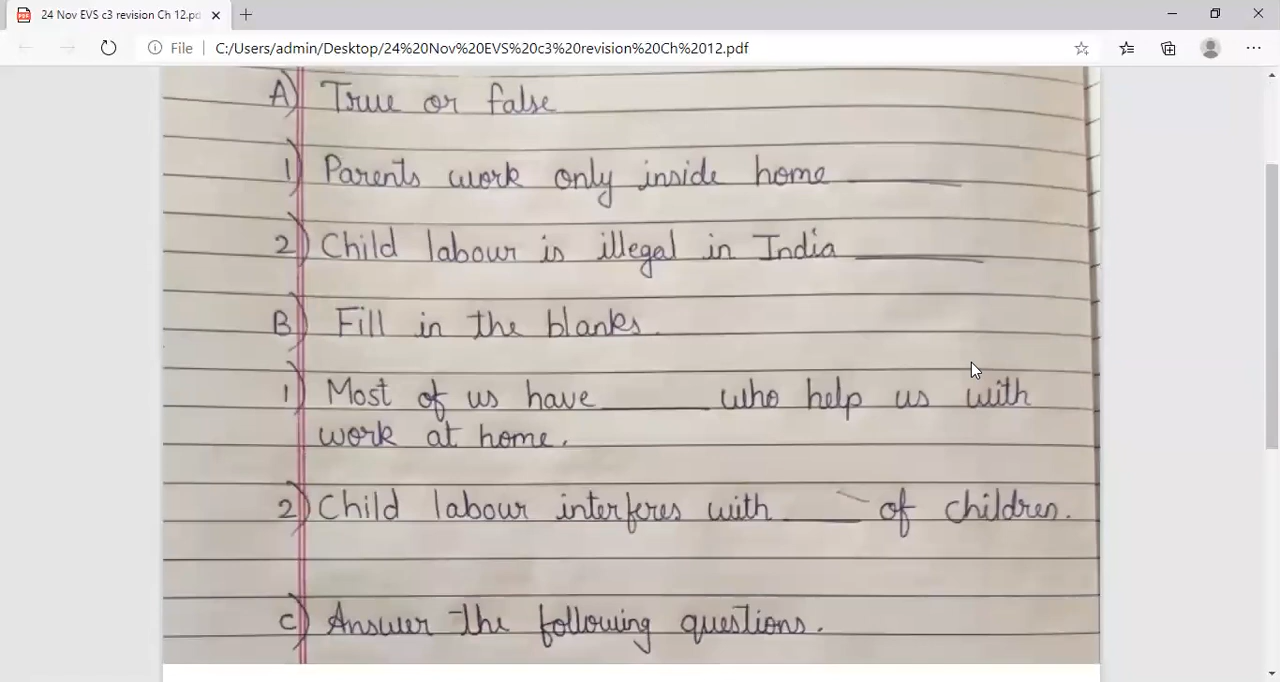 24 Nov EVS c3 revision Ch 12.pd
File
C:/Users/admin/Desktop/24%20Nov%20EVS%20c3%20revision%20Ch%2012.pdf
A) True or false
1) Parents work only inside home ______
2) Child labour is illegal in India ______
B) Fill in the blanks.
1) Most of us have ______ who help us with
work at home.
2) Child labour interferes with ____ of children.
C) Answer the following questions.